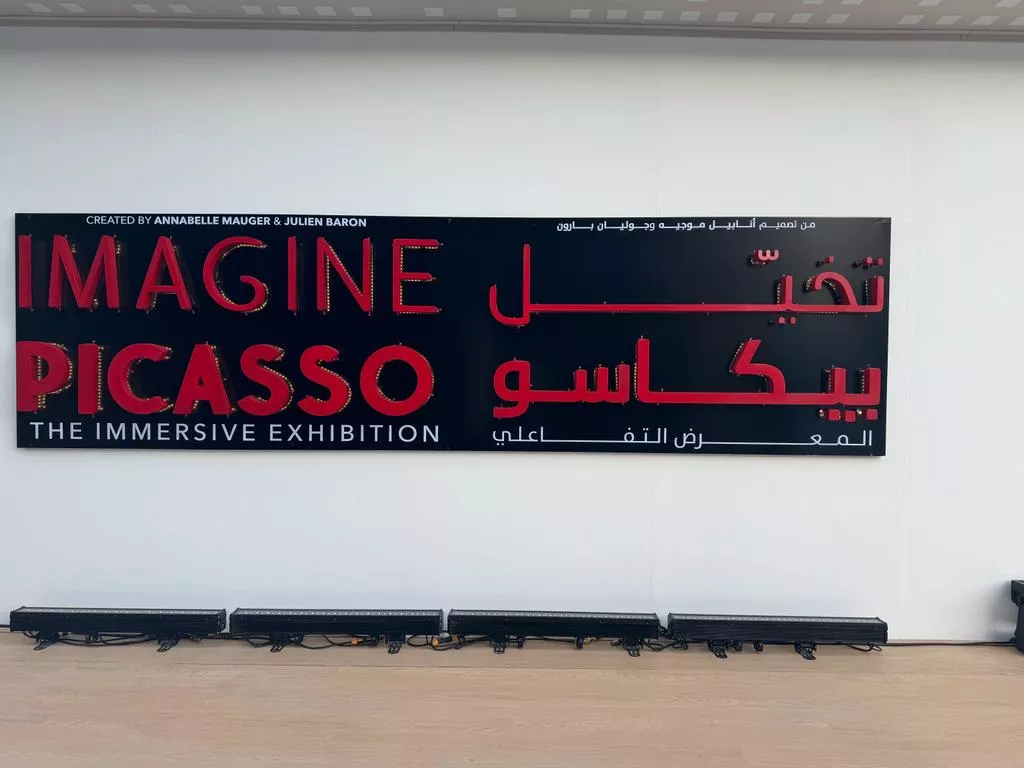 CREATED BY ANNABELLE MAUGER & JULIEN BARON
IMAGINE
PICASSO
THE IMMERSIVE EXHIBITION
من تصميم أنابيل موجيه وجوليان بارون
تخيّل
بيكاسو
المعرض التفاعلي